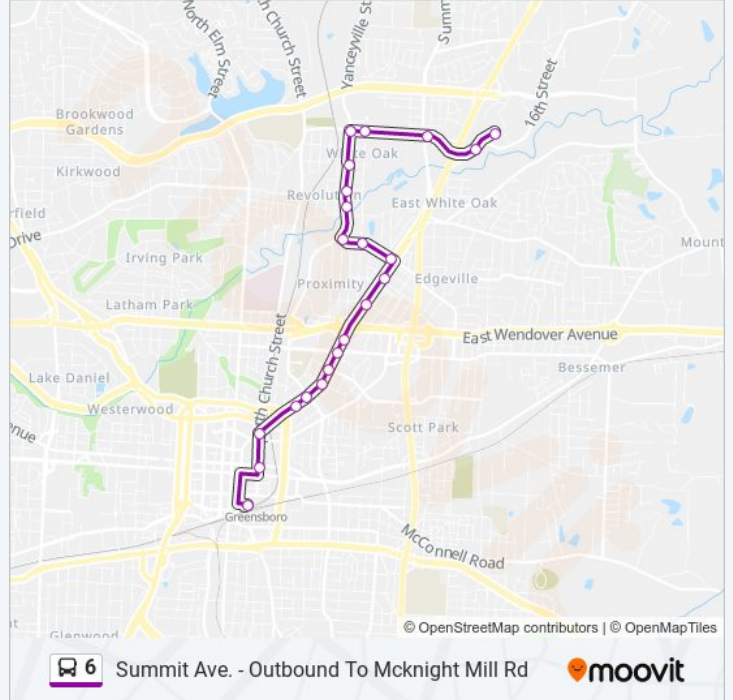 North Elm Street
h Church Street
Yanceyville St
Summ
16th Street
Brookwood
Gardens
White Oak
Kirkwood
Revolution
East White Oak
rfield
Drive
Mount
Irving Park
Proximity
Edgeville
Latham Park
East Wendover Avenue
th Church Street
Bessemer
Lake Daniel
Westerwood
enue
Scott Park
Greensboro
McConnell Road
© OpenStreetMap contributors | © OpenMapTiles
Glenwood
6 Summit Ave. - Outbound To Mcknight Mill Rd
moovit